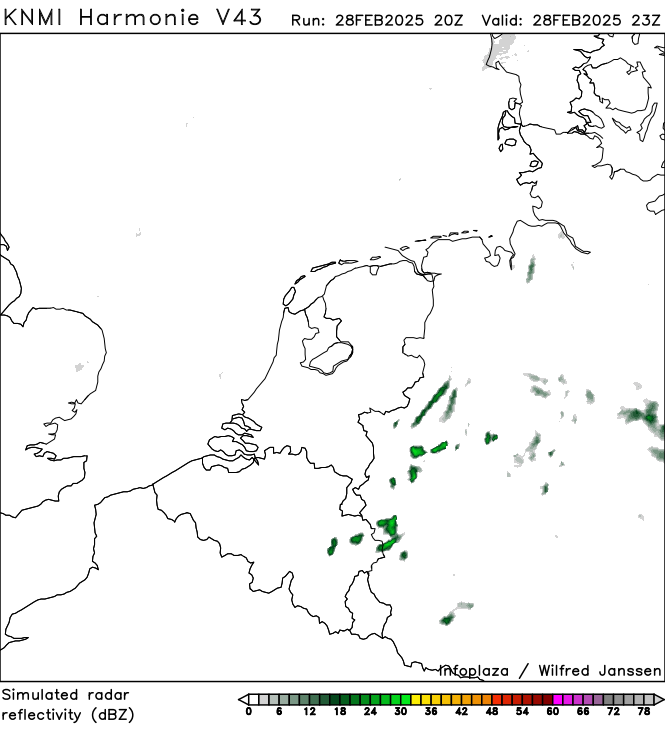 KNMI Harmonie V43 Run: 28FEB2025 20Z Valid: 28FEB2025 23Z
infoplaza / Wilfred Janssen
Simulated radar
reflectivity (dBZ)
0 6 12 18 24 30 36 42 48 54 60 66 72 78